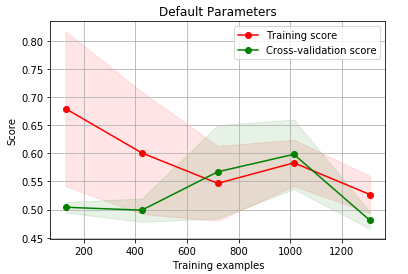 Default Parameters
Training score
Cross-validation score
0.80
0.75
0.70
0.65
0.60
0.55
0.50
0.45
Score
200 400 600 800 1000 1200
Training examples